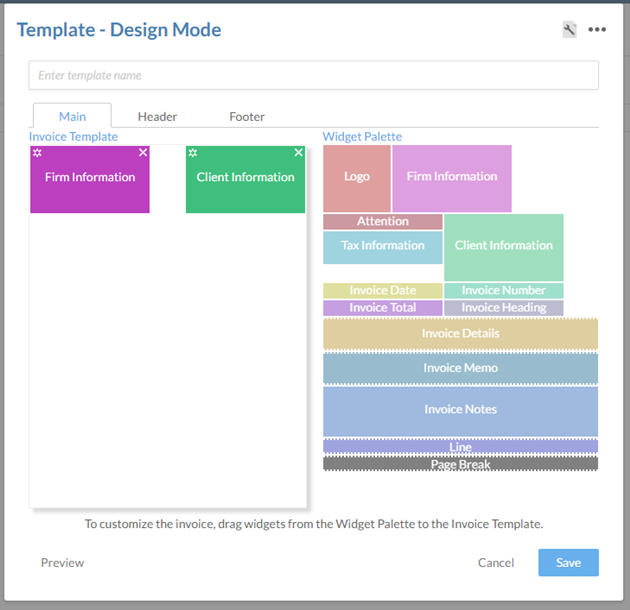 Template - Design Mode
Enter template name
Main Header Footer
Invoice Template
Widget Palette
Firm Information
Client Information
Logo
Firm Information
Attention
Tax Information
Client Information
Invoice Date
Invoice Number
Invoice Total
Invoice Heading
Invoice Details
Invoice Memo
Invoice Notes
Line
Page Break
To customize the invoice, drag widgets from the Widget Palette to the Invoice Template.
Preview
Cancel
Save